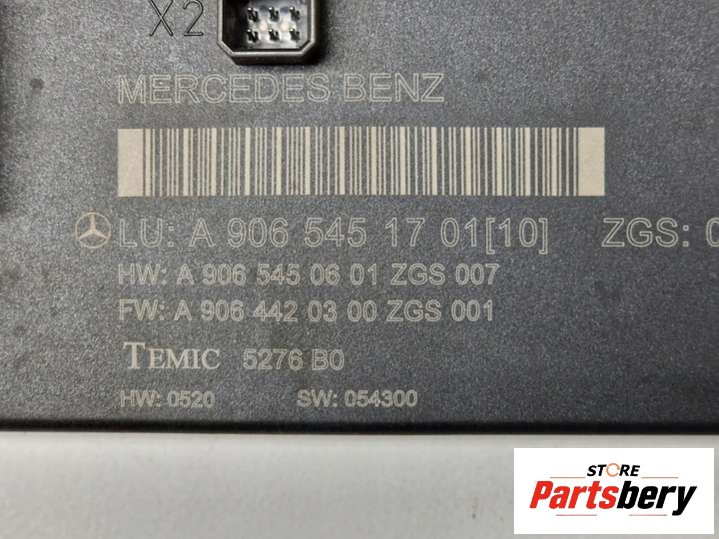 X2
MERCEDES BENZ
LU: A 906 545 17 01[10] ZGS: 0
HW: A 906 545 06 01 ZGS 007
FW: A 906 442 03 00 ZGS 001
TEMIC 5276 B0
HW: 0520 SW: 054300
STORE
Partsbery